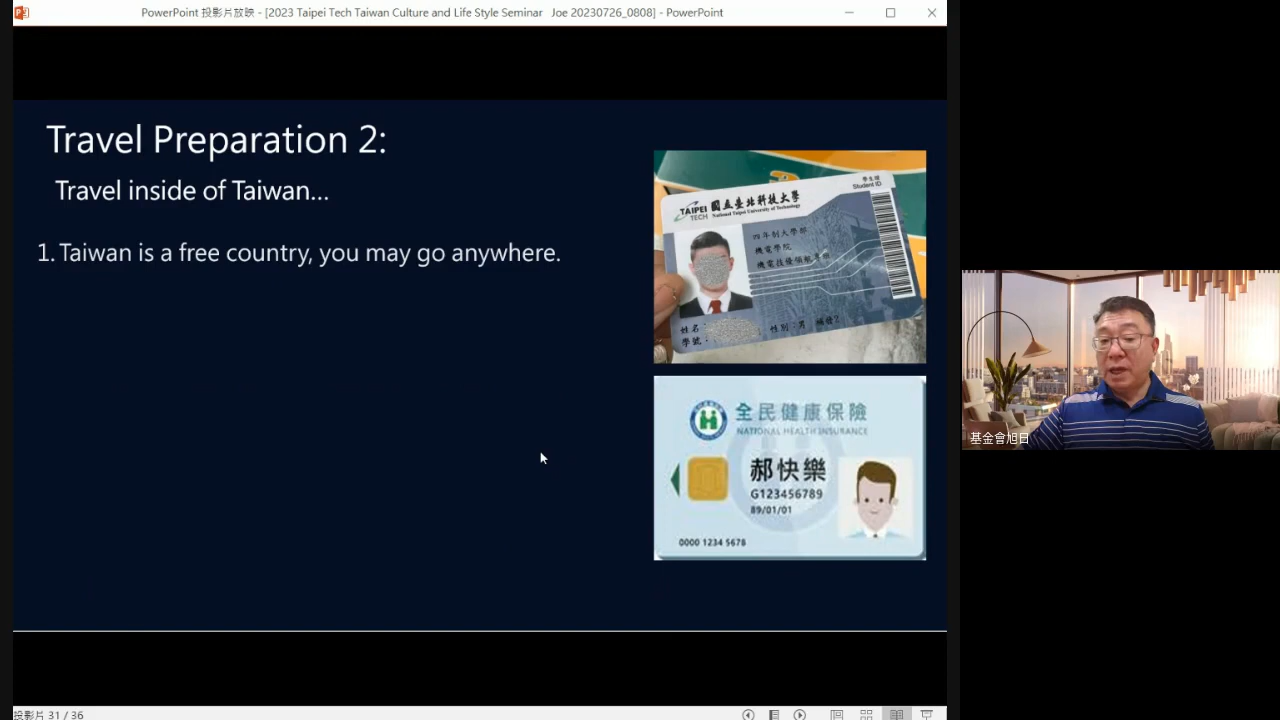 PowerPoint 投影片放映 - [2023 Taipei Tech Taiwan Culture and Life Style Seminar Joe 20230726_0808] - PowerPoint
Travel Preparation 2:
Travel inside of Taiwan...
1. Taiwan is a free country, you may go anywhere.
學生證
Student ID
TAIPEI TECH
國立臺北科技大學
National Taipei University of Technology
四年制大學部
機電學院
姓名:
性別:男
學號:
全民健康保險
NATIONAL HEALTH INSURANCE
郝快樂
G123456789
89/01/01
0000 1234 5678
基金會旭日
投影片 31 / 36